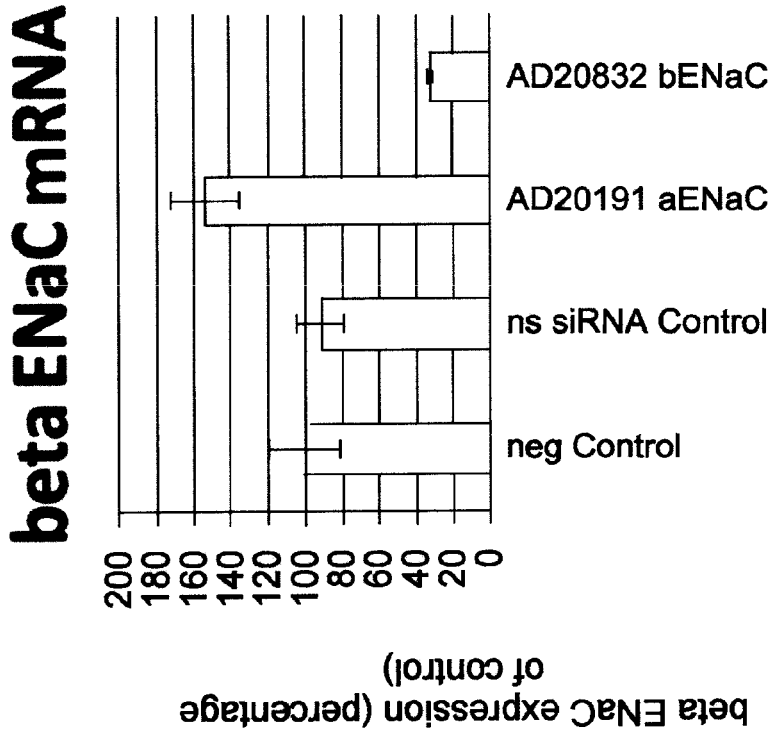 beta ENaC mRNA
beta ENaC expression (percentage
of control)
200
180
160
140
120
100
80
60
40
20
0
neg Control
ns siRNA Control
AD20191 aENaC
AD20832 bENaC